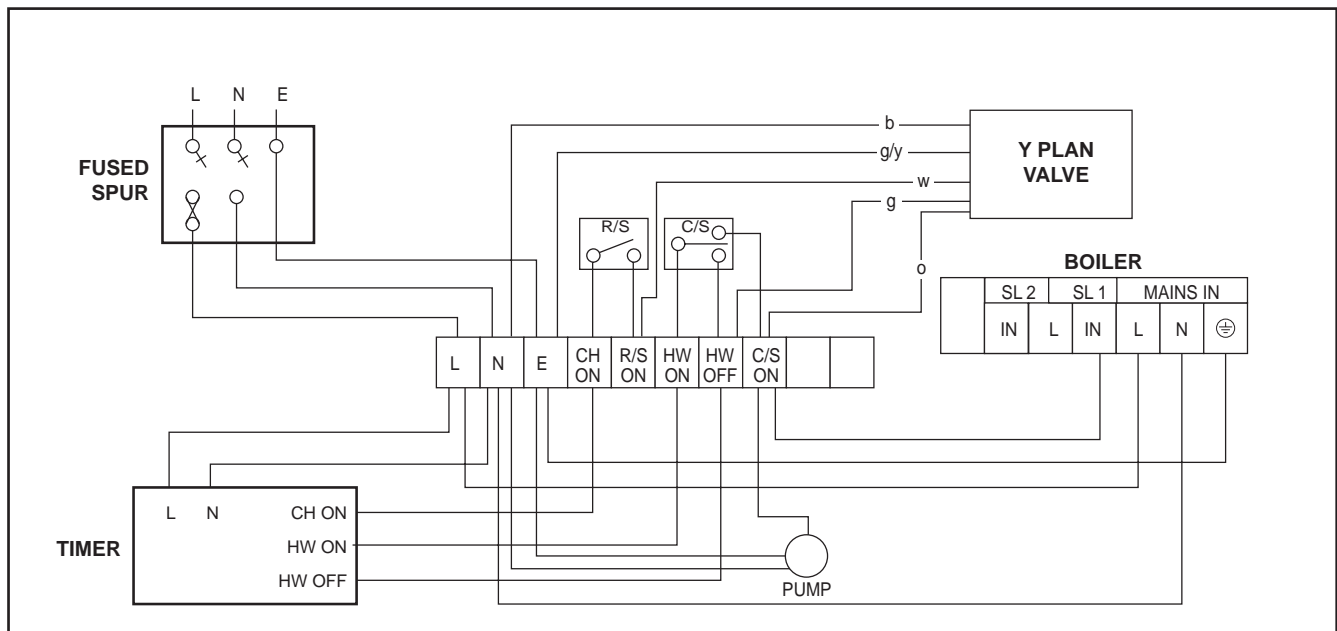 L N E
FUSED
SPUR
b
g/y
w
g
o
Y PLAN
VALVE
R/S
C/S
BOILER
SL 2 SL 1 MAINS IN
IN L IN L N
L N E CH ON R/S ON HW ON HW OFF C/S ON
TIMER
L N CH ON
HW ON
HW OFF
PUMP